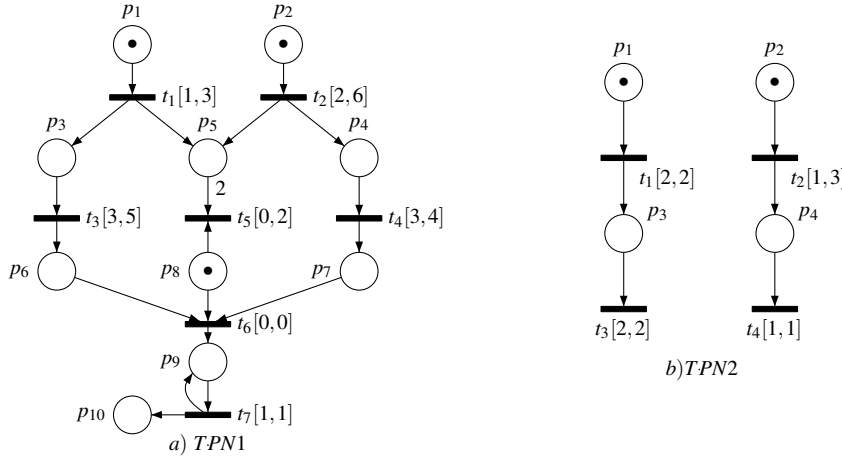 p1 p2
t1[1,3] t2[2,6]
p3 p5 p4
2
t3[3,5] t5[0,2] t4[3,4]
p6 p8 p7
t6[0,0]
p9
p10 t7[1,1]
a) TPN1
p1 p2
t1[2,2] t2[1,3]
p3 p4
t3[2,2] t4[1,1]
b)TPN2